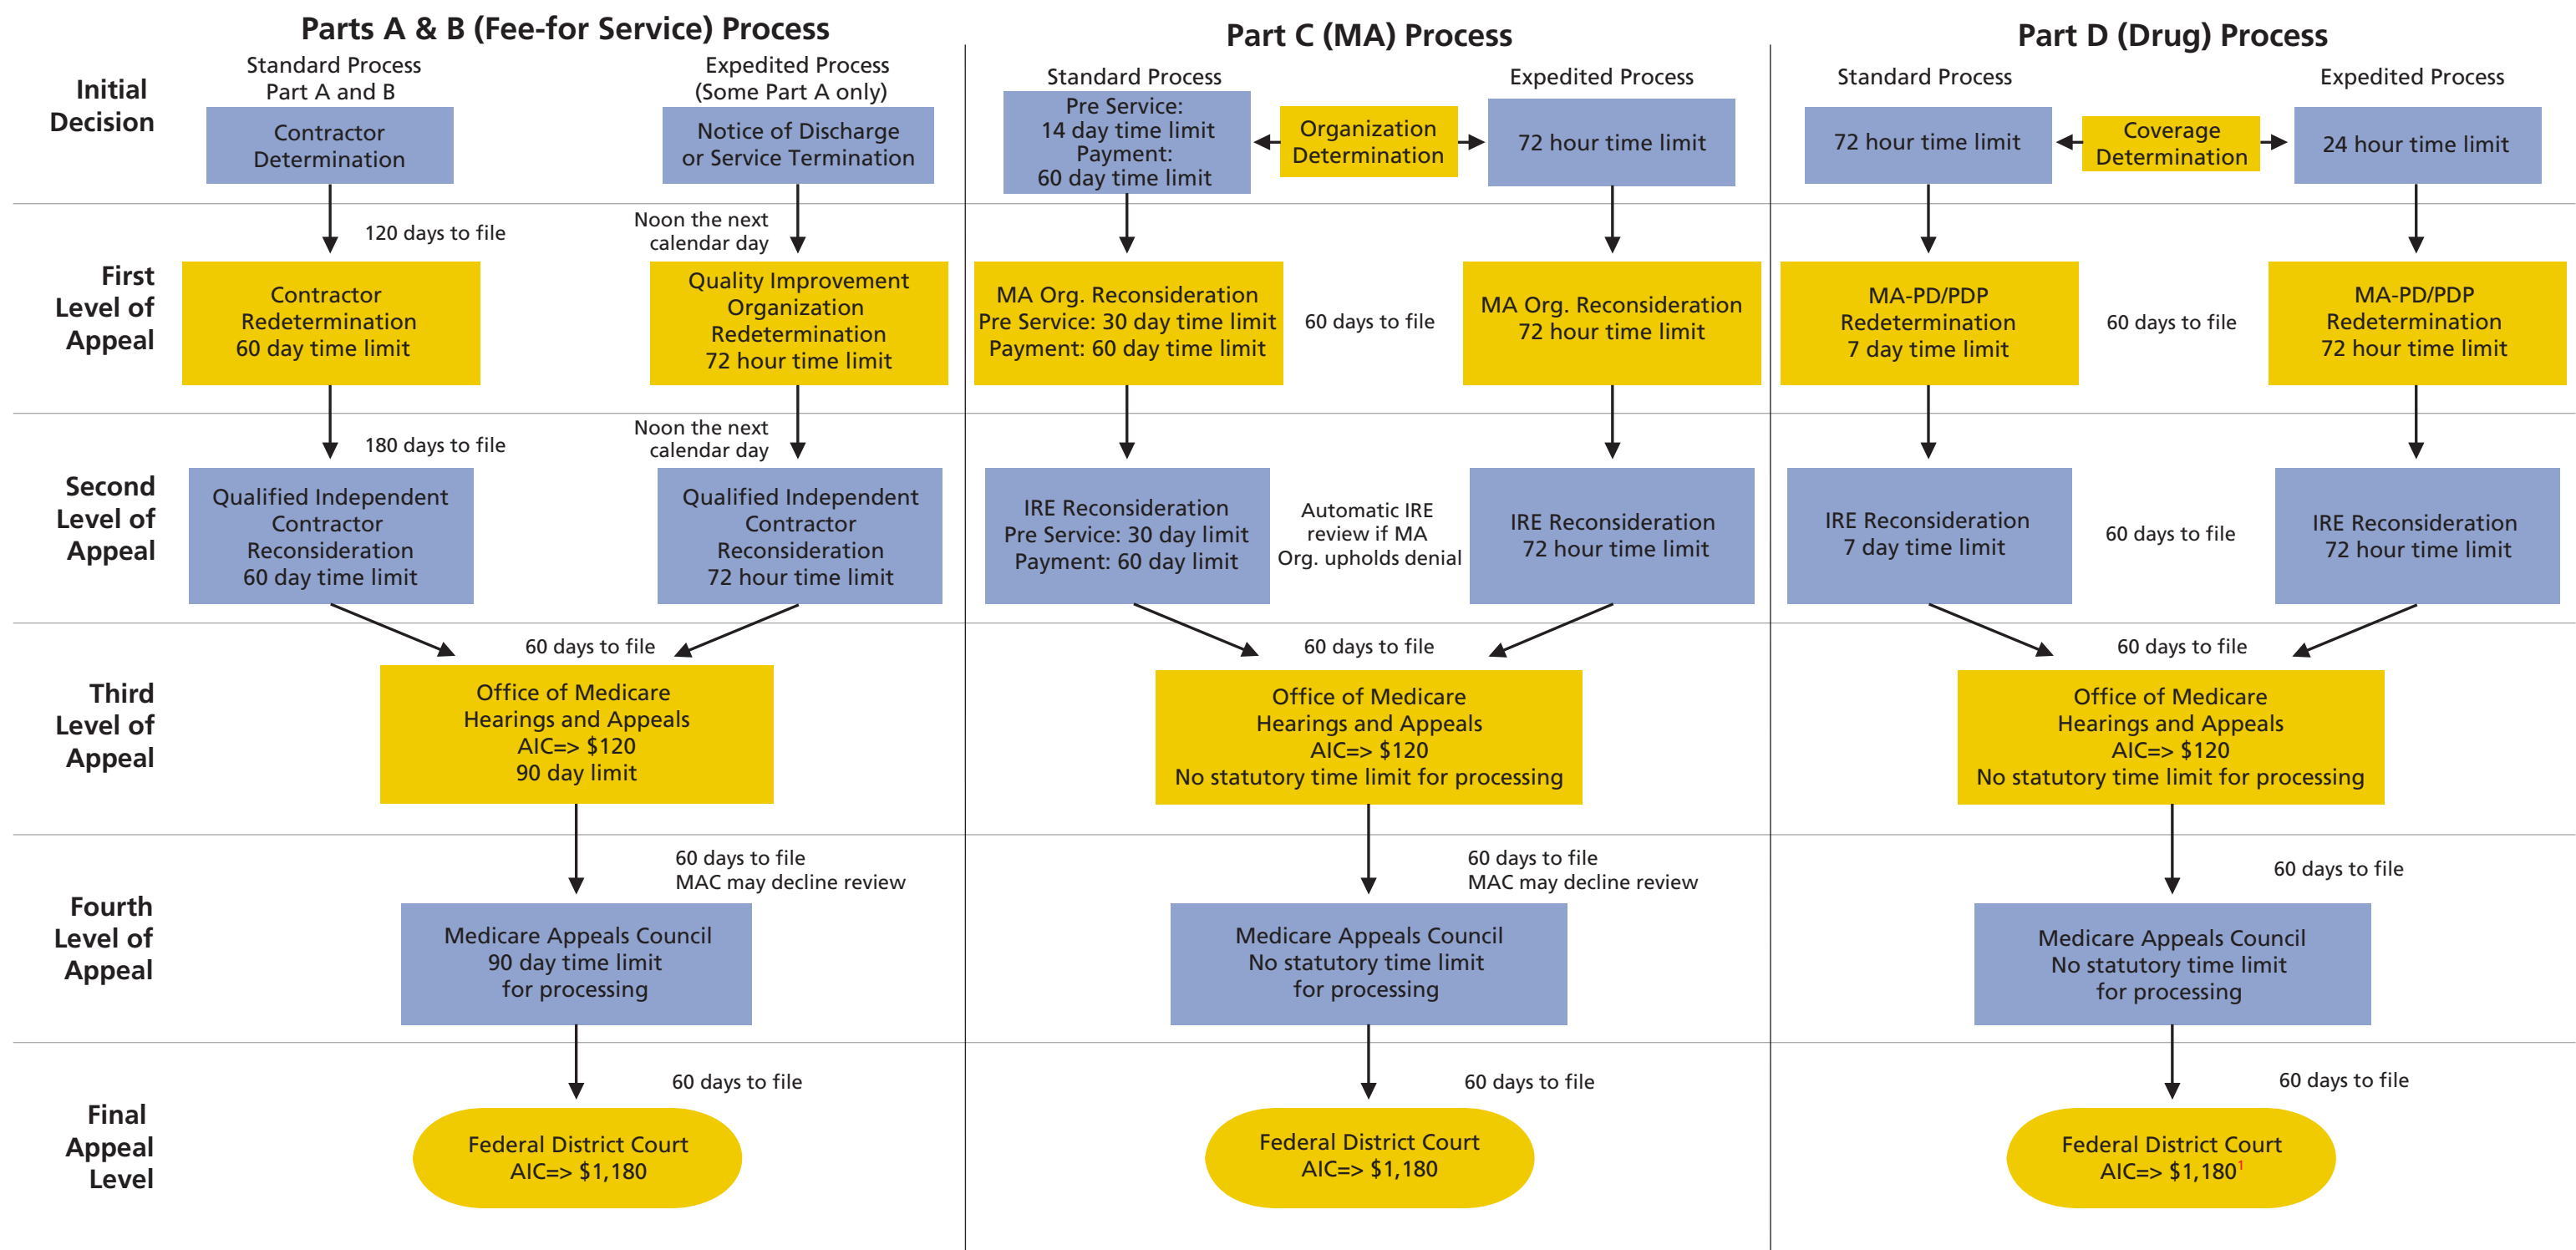 Parts A & B (Fee-for Service) Process
Part C (MA) Process
Part D (Drug) Process
Initial
Decision
Standard Process
Part A and B
Expedited Process
(Some Part A only)
Standard Process
Expedited Process
Standard Process
Expedited Process
Contractor
Determination
Notice of Discharge
or Service Termination
Pre Service:
14 day time limit
Payment:
60 day time limit
Organization
Determination
72 hour time limit
72 hour time limit
Coverage
Determination
24 hour time limit
First
Level of
Appeal
120 days to file
Noon the next
calendar day
Contractor
Redetermination
60 day time limit
Quality Improvement
Organization
Redetermination
72 hour time limit
MA Org. Reconsideration
Pre Service: 30 day time limit
Payment: 60 day time limit
60 days to file
MA Org. Reconsideration
72 hour time limit
MA-PD/PDP
Redetermination
7 day time limit
60 days to file
MA-PD/PDP
Redetermination
72 hour time limit
Second
Level of
Appeal
180 days to file
Noon the next
calendar day
Qualified Independent
Contractor
Reconsideration
60 day time limit
Qualified Independent
Contractor
Reconsideration
72 hour time limit
IRE Reconsideration
Pre Service: 30 day limit
Payment: 60 day limit
Automatic IRE
review if MA
Org. upholds denial
IRE Reconsideration
72 hour time limit
IRE Reconsideration
7 day time limit
60 days to file
IRE Reconsideration
72 hour time limit
Third
Level of
Appeal
60 days to file
Office of Medicare
Hearings and Appeals
AIC=> $120
90 day limit
60 days to file
Office of Medicare
Hearings and Appeals
AIC=> $120
No statutory time limit for processing
60 days to file
Office of Medicare
Hearings and Appeals
AIC=> $120
No statutory time limit for processing
Fourth
Level of
Appeal
60 days to file
MAC may decline review
Medicare Appeals Council
90 day time limit
for processing
60 days to file
MAC may decline review
Medicare Appeals Council
No statutory time limit
for processing
60 days to file
Medicare Appeals Council
No statutory time limit
for processing
Final
Appeal
Level
60 days to file
Federal District Court
AIC=> $1,180
60 days to file
Federal District Court
AIC=> $1,180
60 days to file
Federal District Court
AIC=> $1,180¹